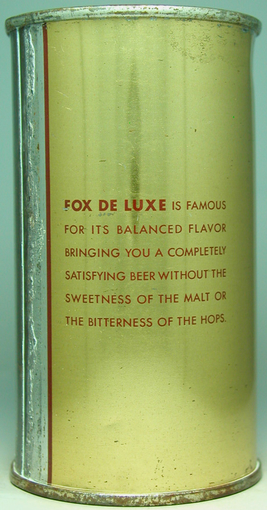 FOX DE LUXE IS FAMOUS
FOR ITS BALANCED FLAVOR
BRINGING YOU A COMPLETELY
SATISFYING BEER WITHOUT THE
SWEETNESS OF THE MALT OR
THE BITTERNESS OF THE HOPS.